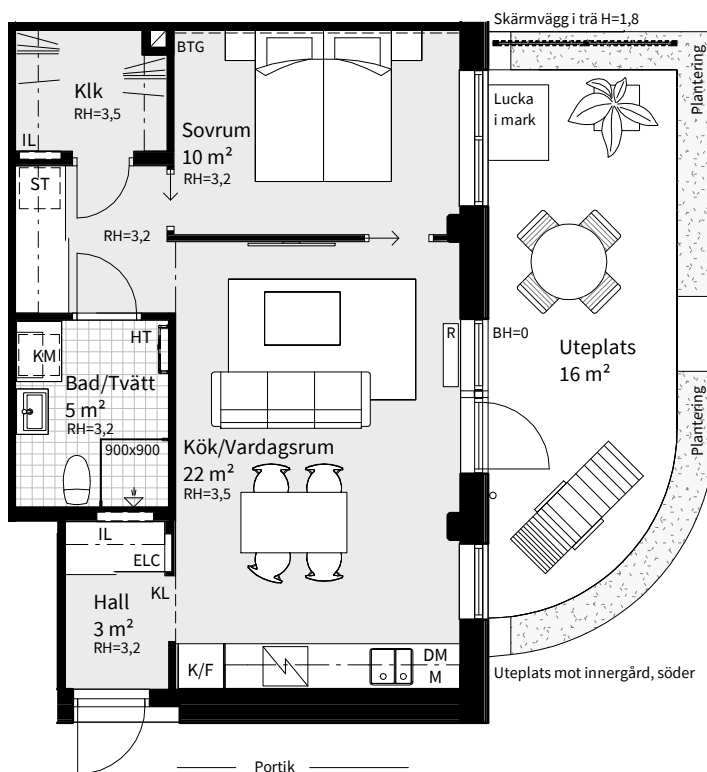 Skärmvägg i trä H=1,8
BTG
Klk
RH=3,5
IL
Sovrum
10 m²
RH=3,2
Lucka
i mark
Plantering
ST
RH=3,2
KM
HT
Bad/Tvätt
5 m²
RH=3,2
900x900
R
BH=0
Uteplats
16 m²
Plantering
Kök/Vardagsrum
22 m²
RH=3,5
IL
ELC
KL
Hall
3 m²
RH=3,2
K/F
DM
M
Uteplats mot innergård, söder
Portik